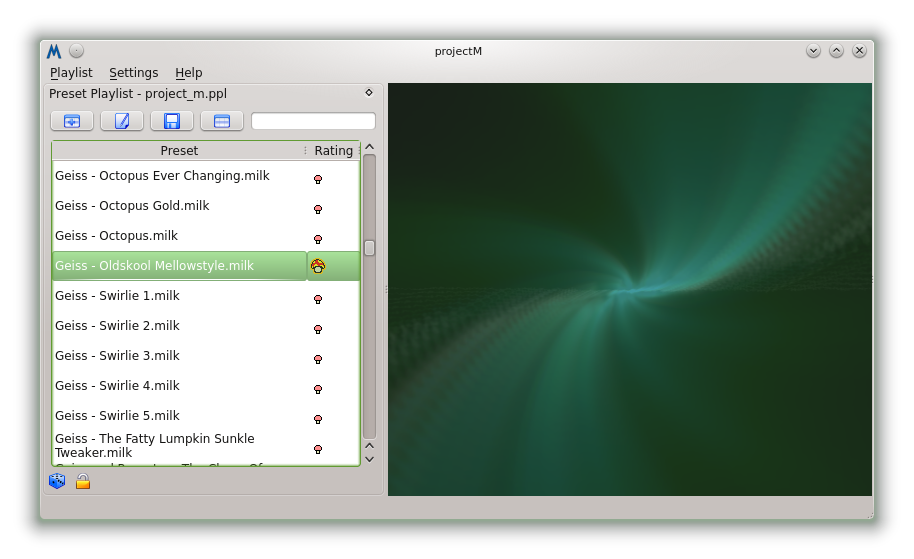 projectM
Playlist Settings Help
Preset Playlist - project_m.ppl
Preset Rating
Geiss - Octopus Ever Changing.milk
Geiss - Octopus Gold.milk
Geiss - Octopus.milk
Geiss - Oldskool Mellowstyle.milk
Geiss - Swirlie 1.milk
Geiss - Swirlie 2.milk
Geiss - Swirlie 3.milk
Geiss - Swirlie 4.milk
Geiss - Swirlie 5.milk
Geiss - The Fatty Lumpkin Sunkle
Tweaker.milk